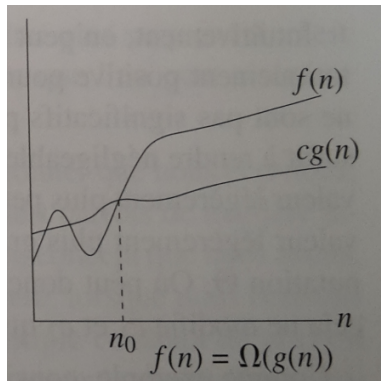 f(n)
cg(n)
n
n₀
f(n) = Ω(g(n))